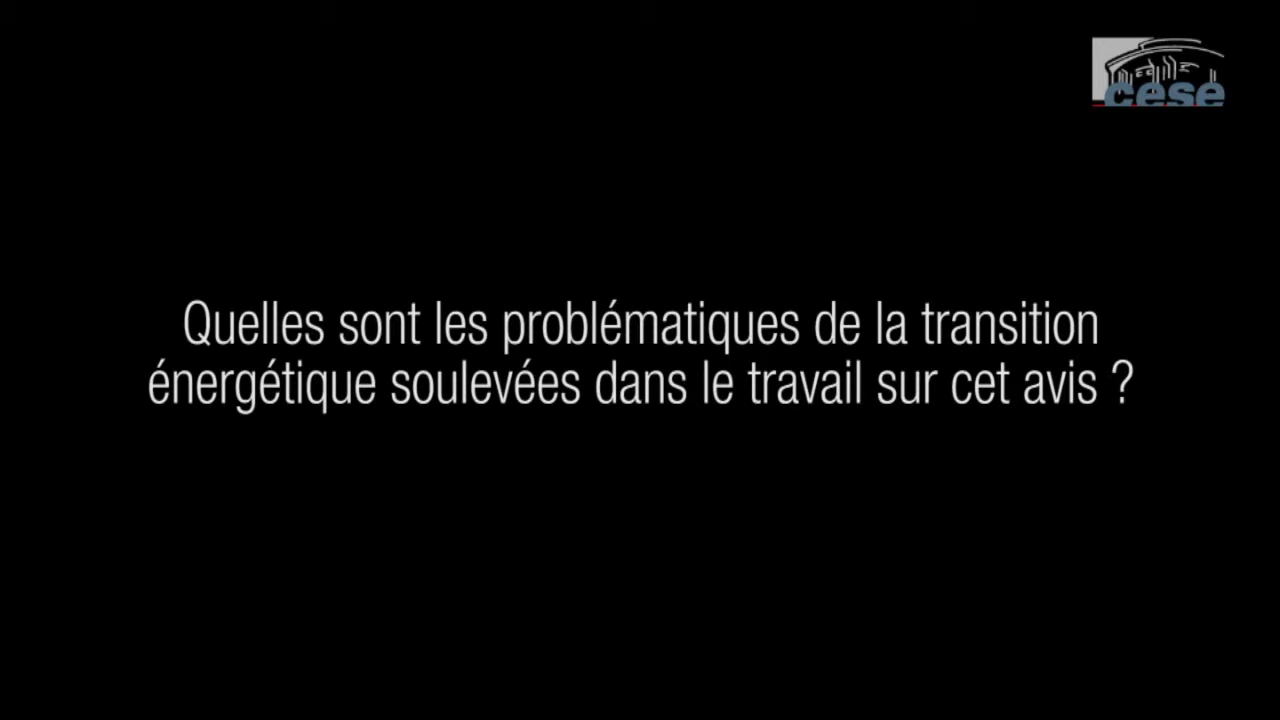 cese
Quelles sont les problématiques de la transition
énergétique soulevées dans le travail sur cet avis ?